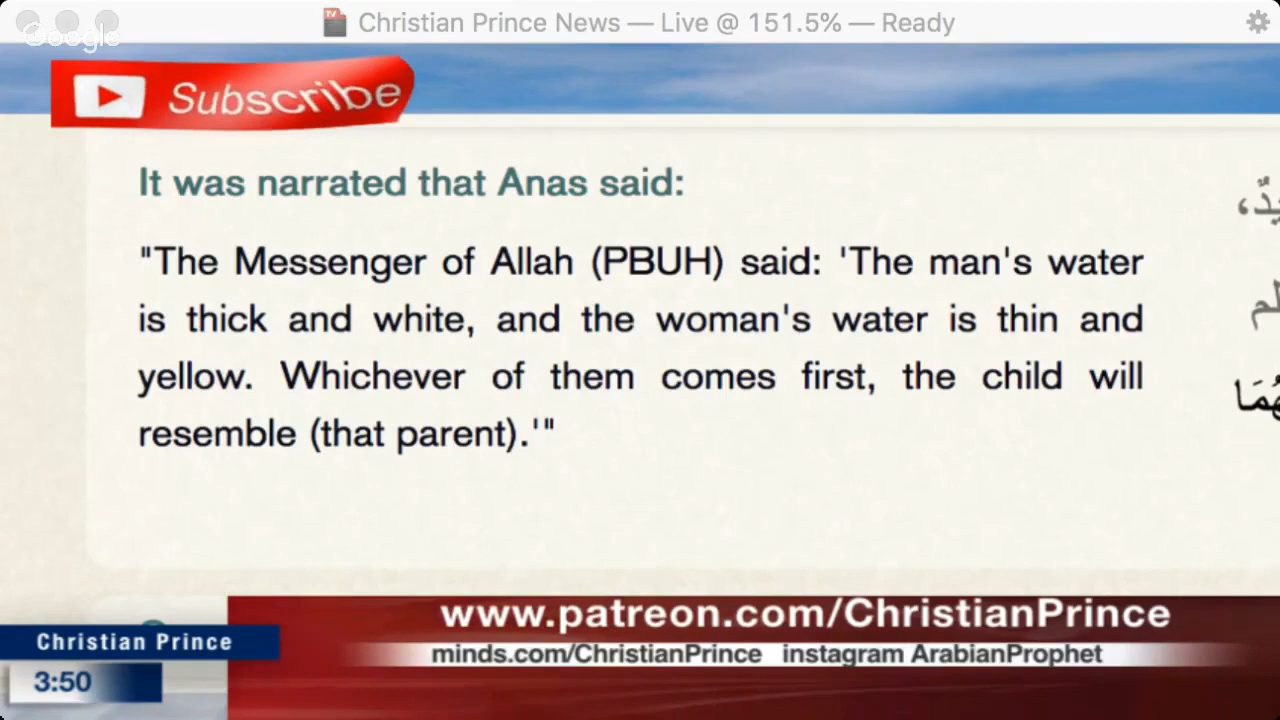 Christian Prince News — Live @ 151.5% — Ready
Google
Subscribe
It was narrated that Anas said:
"The Messenger of Allah (PBUH) said: 'The man's water
is thick and white, and the woman's water is thin and
yellow. Whichever of them comes first, the child will
resemble (that parent).'"
www.patreon.com/ChristianPrince
Christian Prince
minds.com/ChristianPrince instagram ArabianProphet
3:50